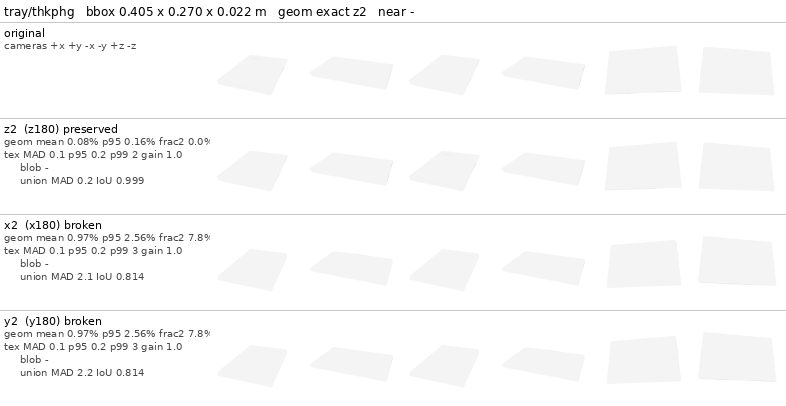 tray/thkphg bbox 0.405 x 0.270 x 0.022 m geom exact z2 near -
original
cameras +x +y -x -y +z -z
z2 (z180) preserved
geom mean 0.08% p95 0.16% frac2 0.0%
tex MAD 0.1 p95 0.2 p99 2 gain 1.0
blob -
union MAD 0.2 IoU 0.999
x2 (x180) broken
geom mean 0.97% p95 2.56% frac2 7.8%
tex MAD 0.1 p95 0.2 p99 3 gain 1.0
blob -
union MAD 2.1 IoU 0.814
y2 (y180) broken
geom mean 0.97% p95 2.56% frac2 7.8%
tex MAD 0.1 p95 0.2 p99 3 gain 1.0
blob -
union MAD 2.2 IoU 0.814